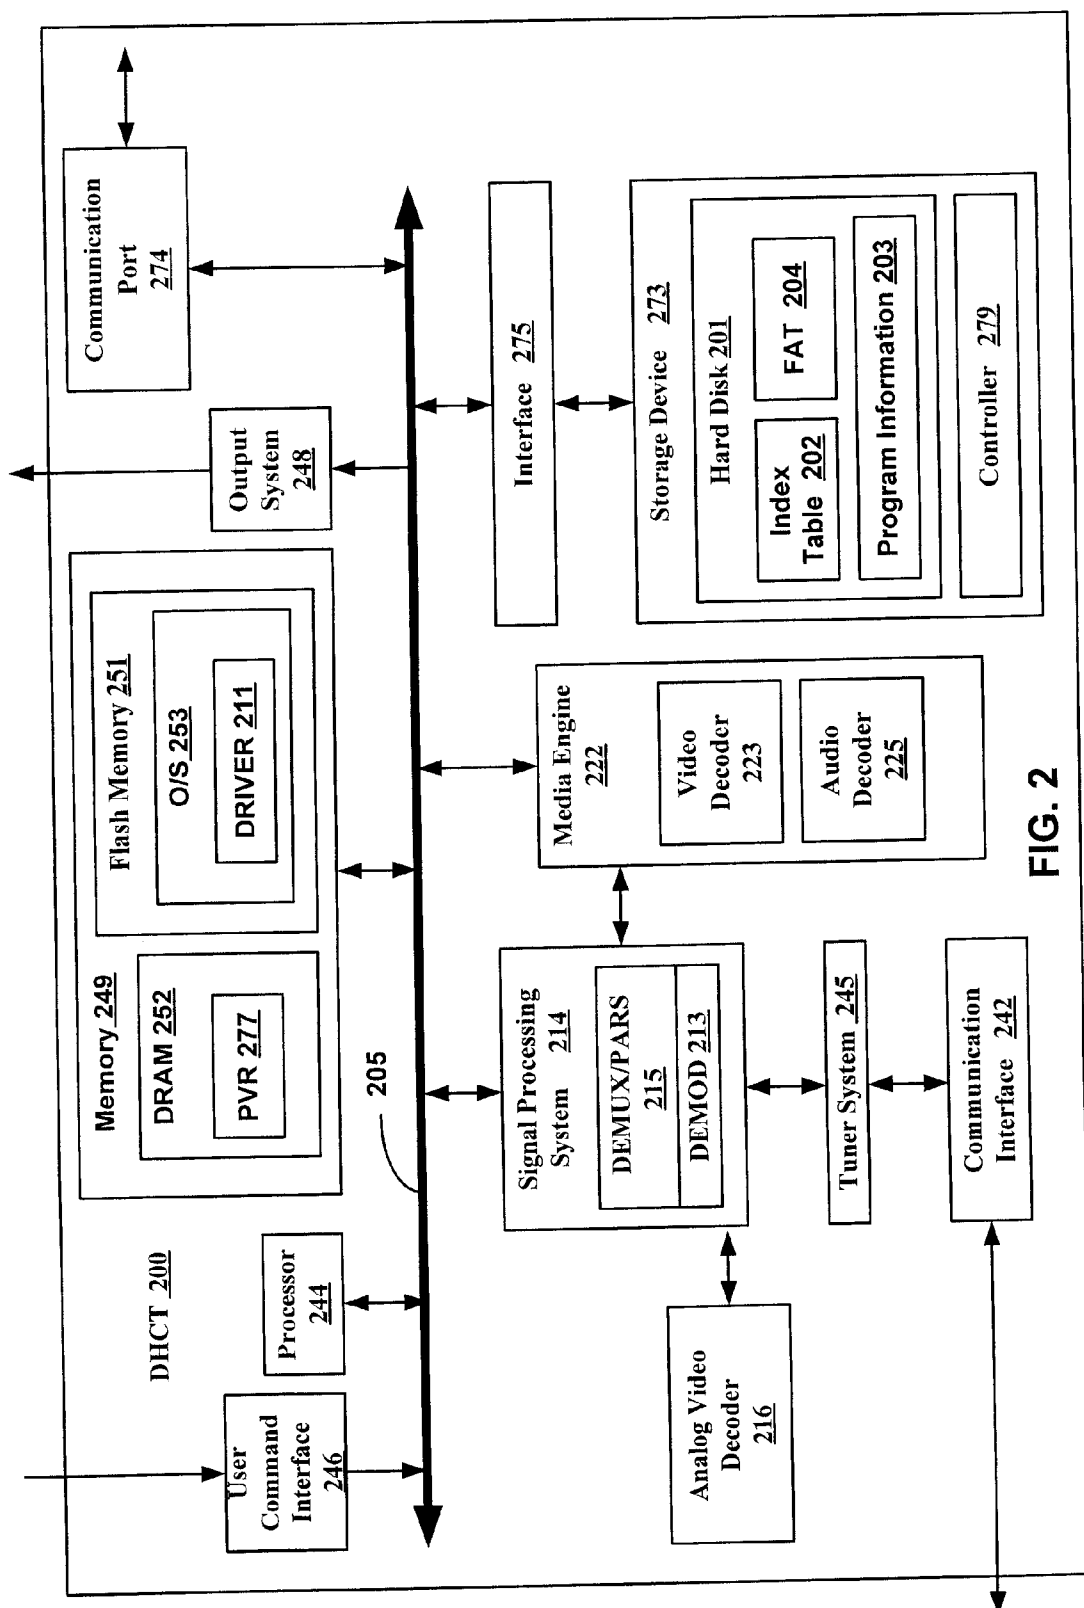 DHCT 200
User
Command
Interface
246
Processor
244
Memory 249
DRAM 252
PVR 277
Flash Memory 251
O/S 253
DRIVER 211
Output
System
248
Communication
Port
274
205
Signal Processing
System 214
DEMUX/PARS
215
DEMOD 213
Analog Video
Decoder
216
Tuner System 245
Communication
Interface 242
Media Engine
222
Video
Decoder
223
Audio
Decoder
225
Interface 275
Storage Device 273
Hard Disk 201
Index
Table 202
FAT 204
Program Information 203
Controller 279
FIG. 2